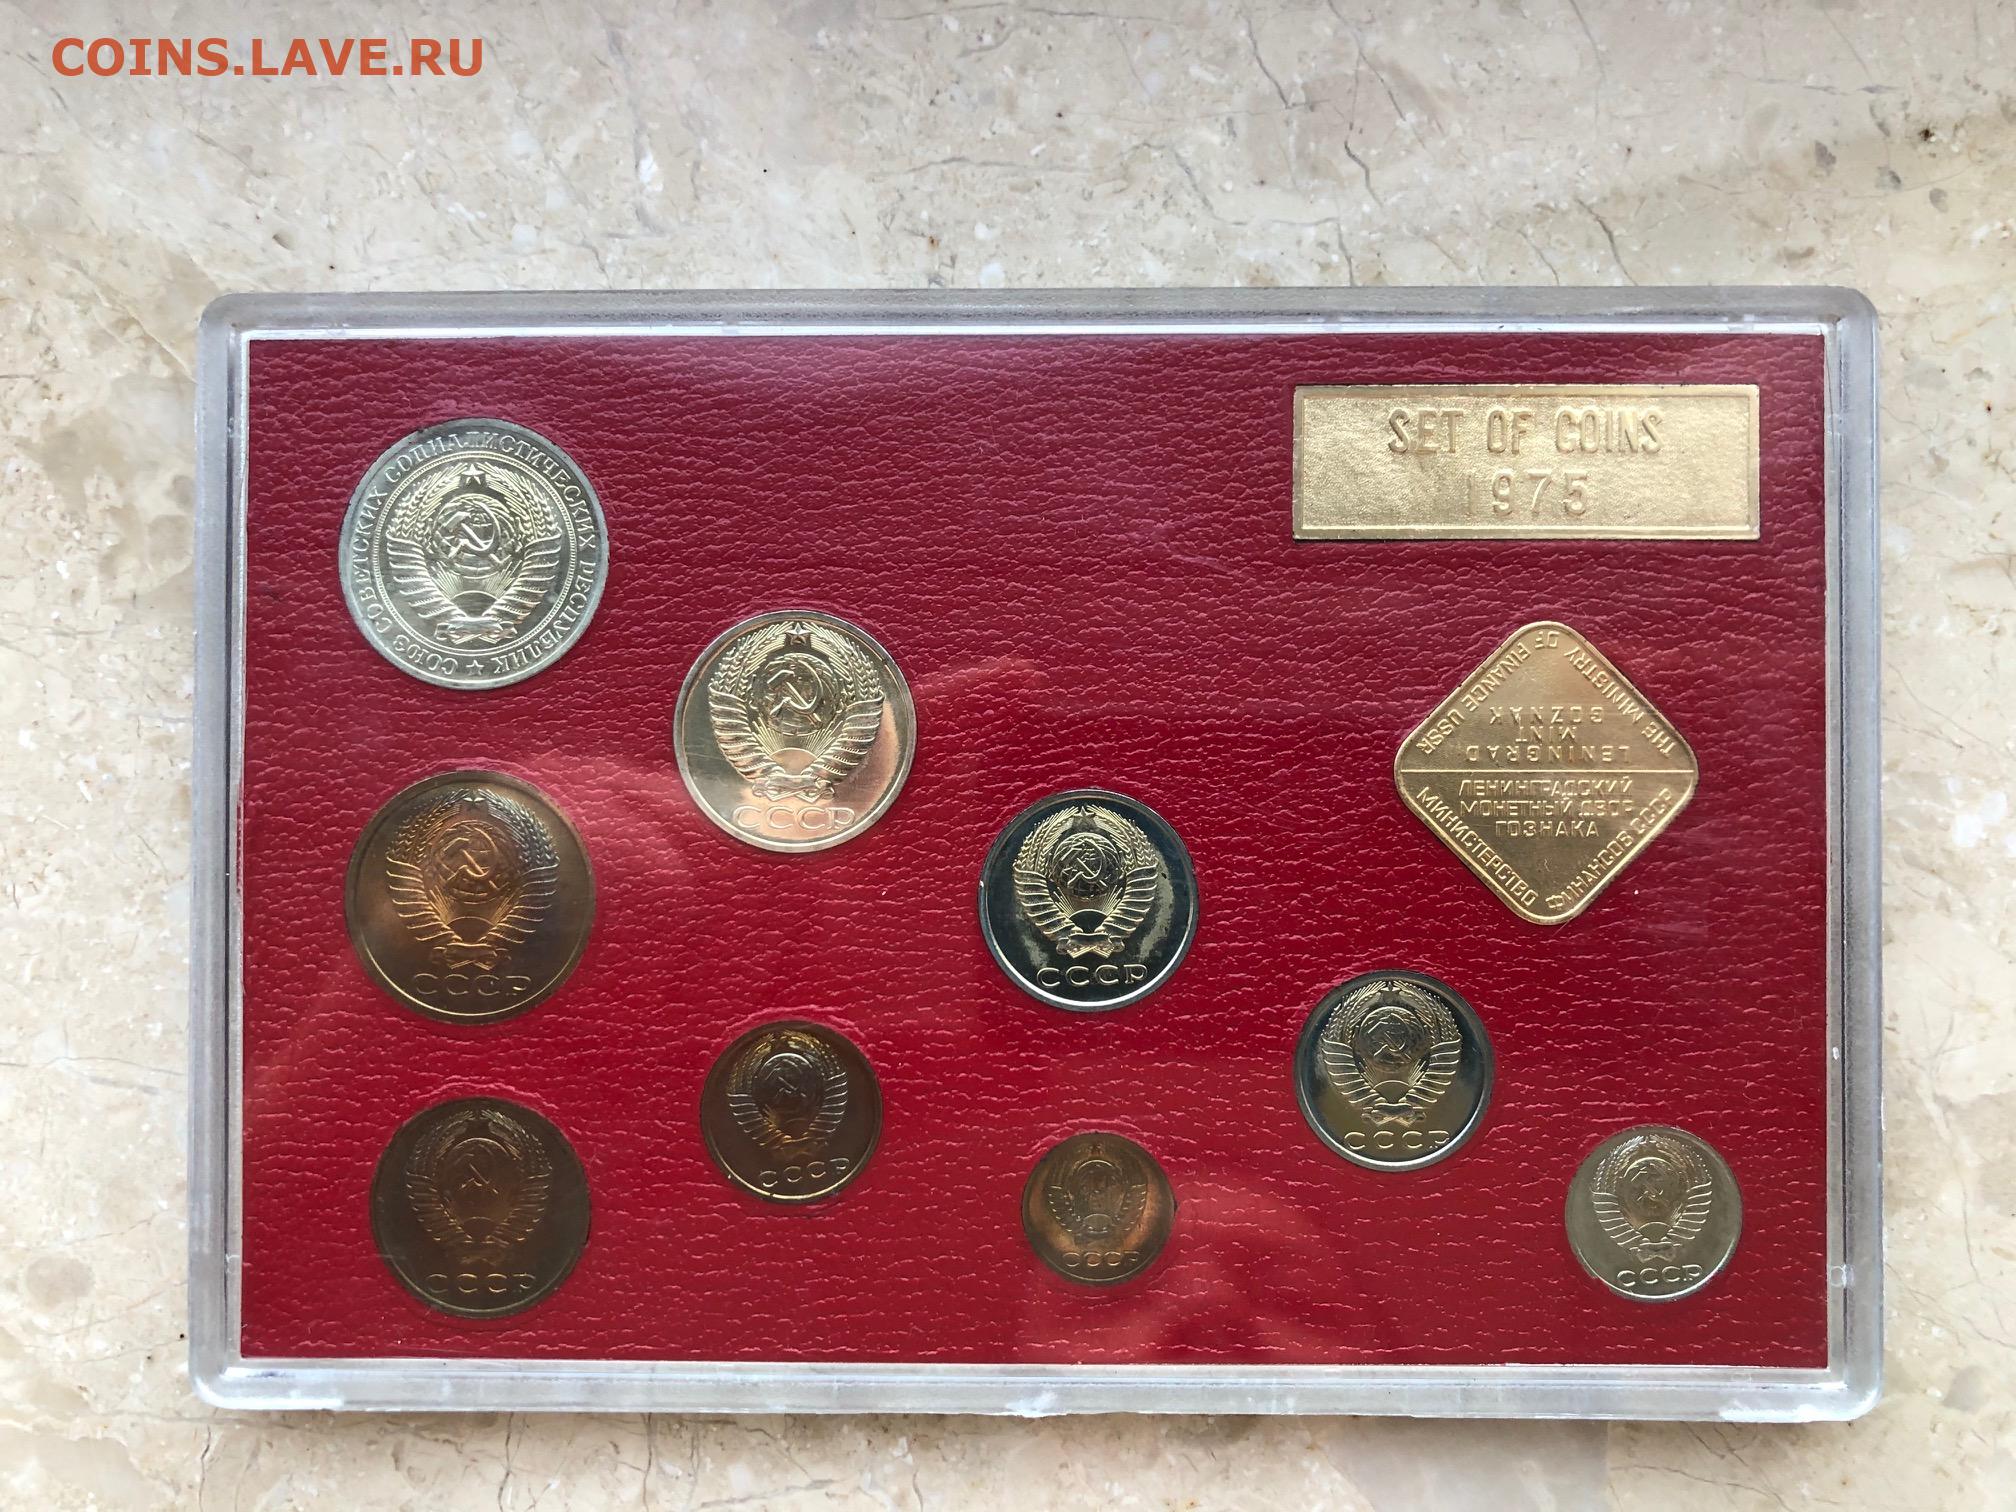 COINS.LAVE.RU
SET OF COINS
1975
СОЮЗ СОВЕТСКИХ СОЦИАЛИСТИЧЕСКИХ РЕСПУБЛИК
СССР
THE MINISTRY OF FINANCE USSR
LENINGRAD
MINT
GOZNAK
ЛЕНИНГРАДСКИЙ
МОНЕТНЫЙ ДВОР
ГОЗНАКА
МИНИСТЕРСТВО ФИНАНСОВ СССР
СССР
СССР
СССР
СССР
СССР
СССР
СССР